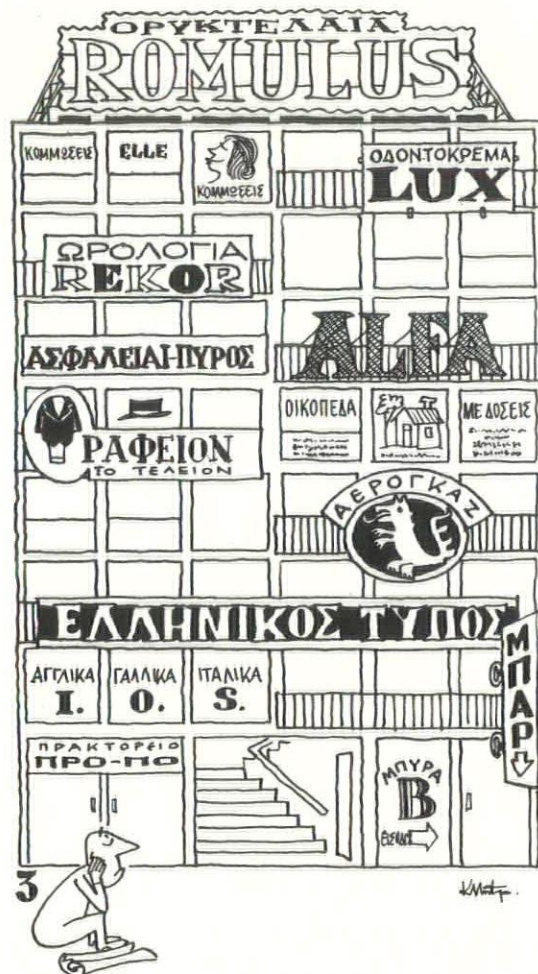 ΟΡΥΚΤΕΛΑΙΑ
ROMULUS
ΚΟΜΜΩΣΕΙΣ
ELLE
ΚΟΜΜΩΣΕΙΣ
ΟΔΟΝΤΟΚΡΕΜΑ
LUX
ΩΡΟΛΟΓΙΑ
REKOR
ΑΣΦΑΛΕΙΑΙ-ΠΥΡΟΣ
ALFA
ΡΑΦΕΙΟΝ
ΤΟ ΤΕΛΕΙΟΝ
ΟΙΚΟΠΕΔΑ
ΜΕ ΔΟΣΕΙΣ
ΑΕΡΟΓΚΑΖ
ΕΛΛΗΝΙΚΟΣ ΤΥΠΟΣ
ΜΠΑΡ
ΑΓΓΛΙΚΑ ΓΑΛΛΙΚΑ ΙΤΑΛΙΚΑ
I. O. S.
ΠΡΑΚΤΟΡΕΙΟ
ΠΡΟ-ΠΟ
ΜΠΥΡΑ
B
3